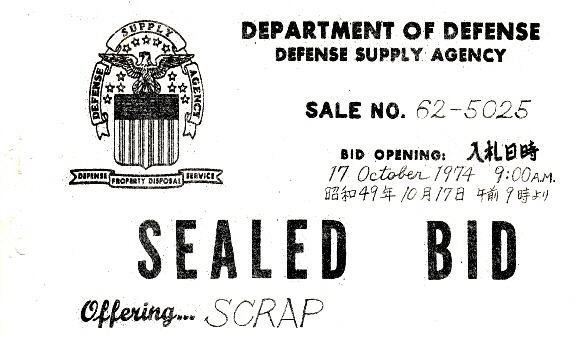 SUPPLY
DEFENSE
AGENCY
DEFENSE PROPERTY DISPOSAL SERVICE
DEPARTMENT OF DEFENSE
DEFENSE SUPPLY AGENCY
SALE NO. 62-5025
BID OPENING: 入札日時
17 October 1974 9:00 A.M.
昭和49年10月17日 午前9時より
SEALED BID
Offering... SCRAP